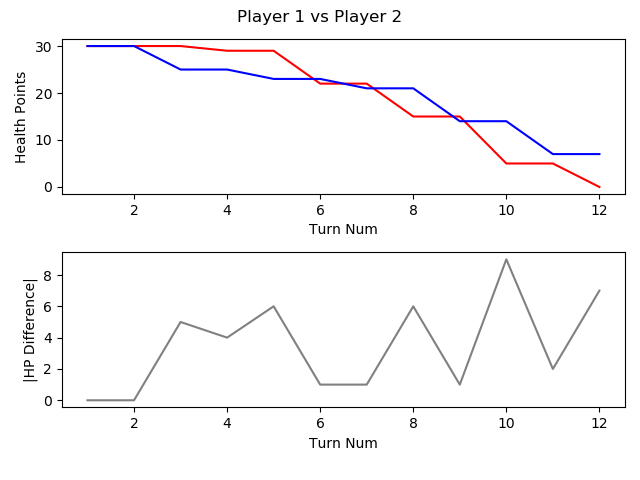 Player 1 vs Player 2
30
20
10
0
Health Points
2 4 6 8 10 12
Turn Num
8
6
4
2
0
|HP Difference|
2 4 6 8 10 12
Turn Num